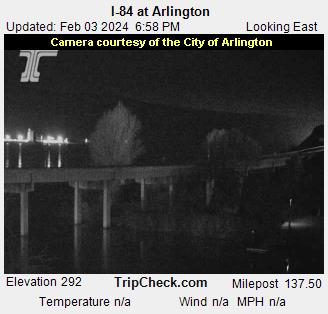 I-84 at Arlington
Updated: Feb 03 2024 6:58 PM Looking East
Camera courtesy of the City of Arlington
Elevation 292 TripCheck.com Milepost 137.50
Temperature n/a Wind n/a MPH n/a